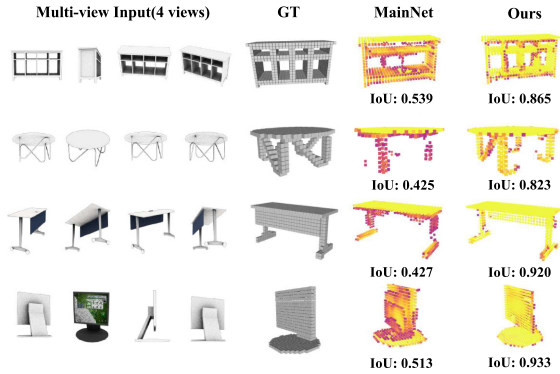 Multi-view Input(4 views) GT MainNet Ours
IoU: 0.539 IoU: 0.865
IoU: 0.425 IoU: 0.823
IoU: 0.427 IoU: 0.920
IoU: 0.513 IoU: 0.933